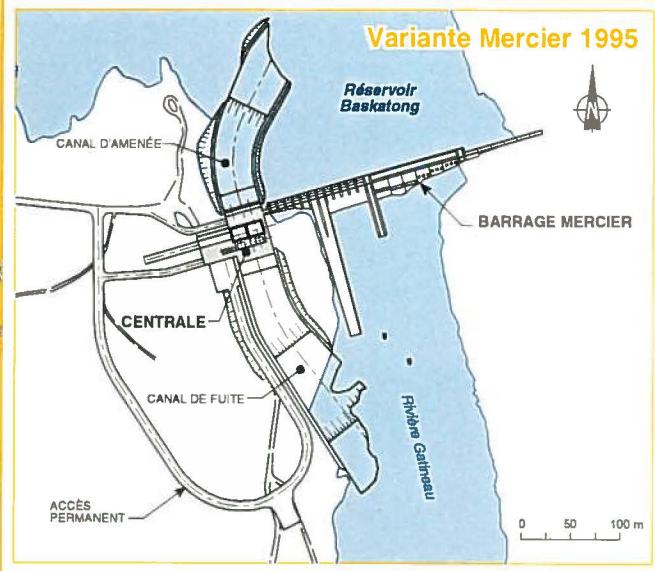 Variante Mercier 1995
Réservoir
Baskatong
N
CANAL D'AMENÉE
BARRAGE MERCIER
CENTRALE
CANAL DE FUITE
Rivière Gatineau
ACCÈS
PERMANENT
0 50 100 m